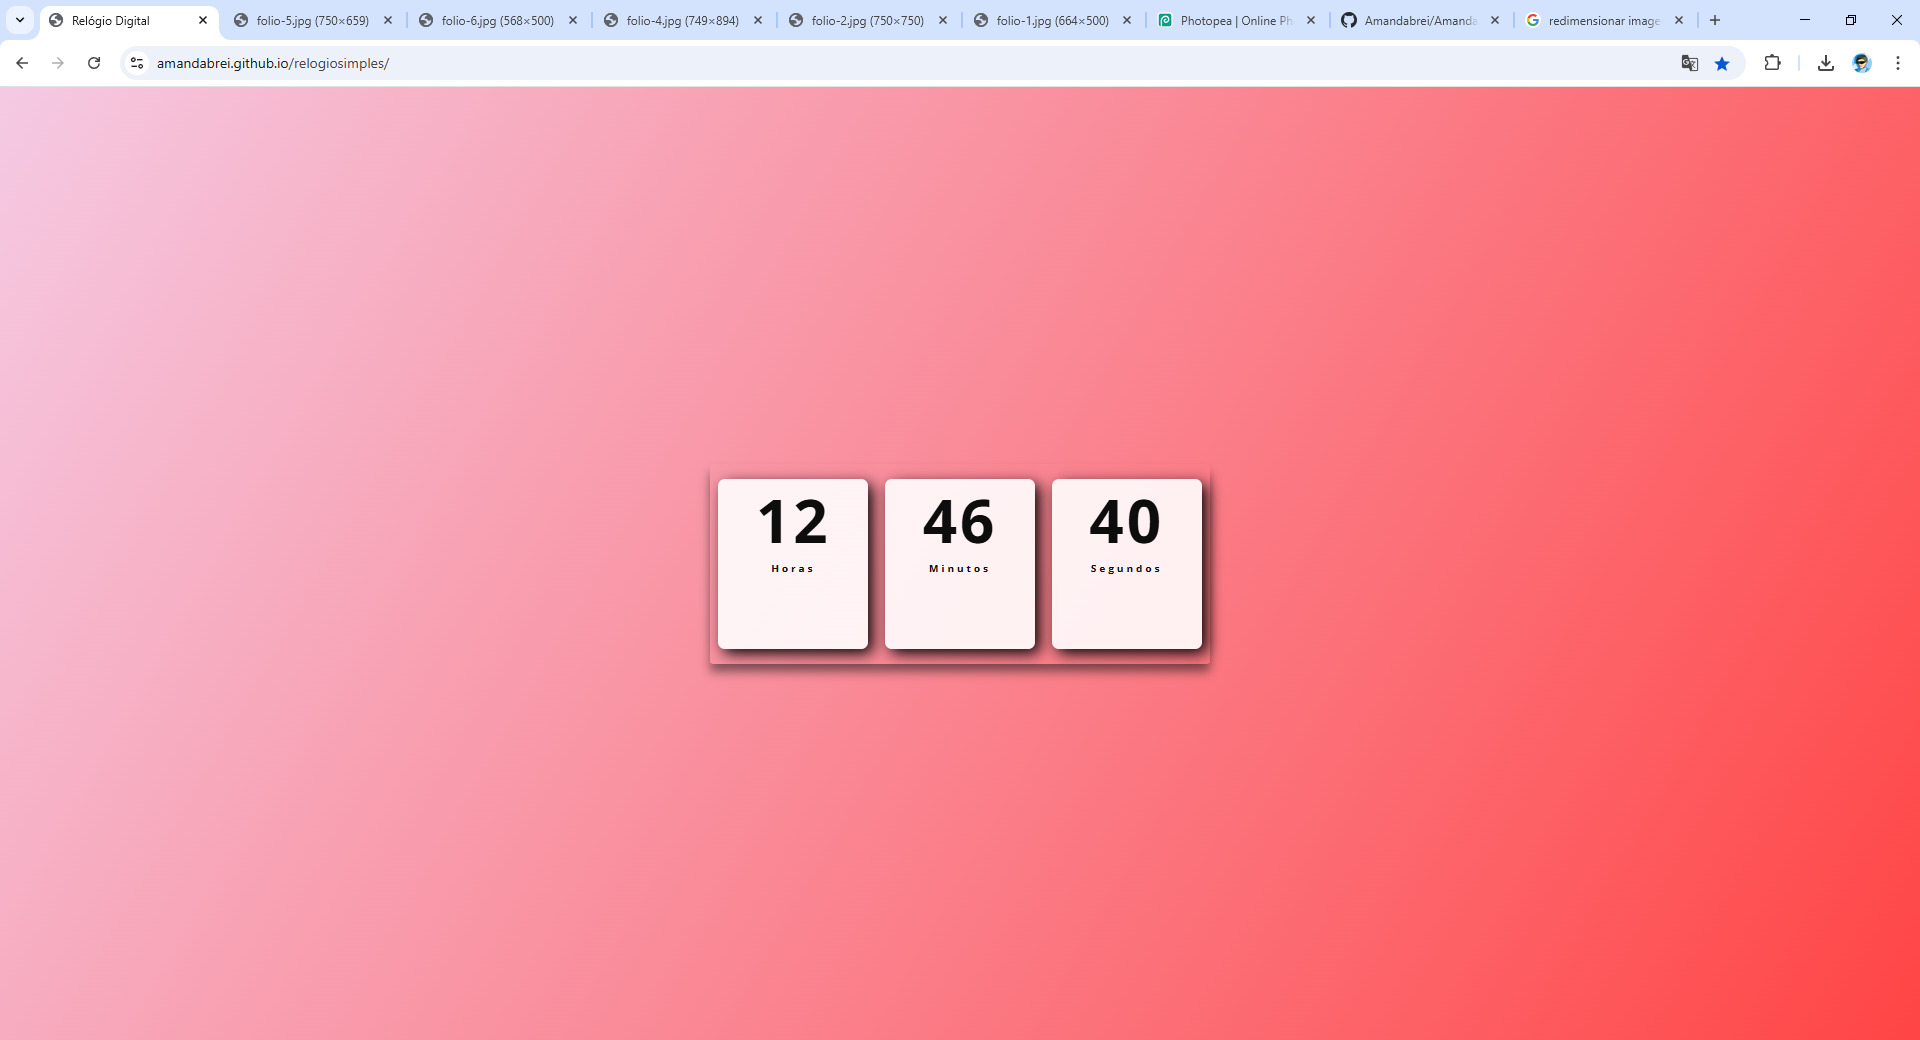 Relógio Digital
folio-5.jpg (750×659)
folio-6.jpg (568×500)
folio-4.jpg (749×894)
folio-2.jpg (750×750)
folio-1.jpg (664×500)
Photopea | Online Ph
Amandabrei/Amanda
redimensionar image
amandabrei.github.io/relogiosimples/
12 46 40
Horas Minutos Segundos